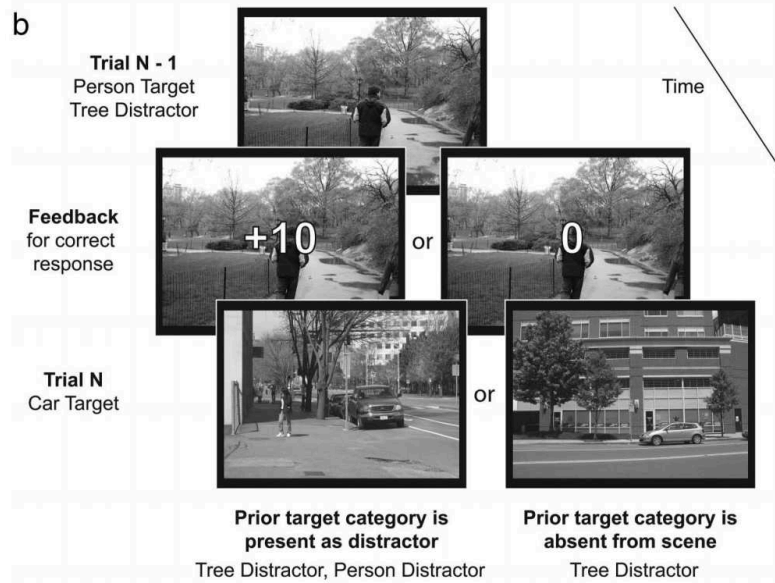 b
Trial N - 1
Person Target
Tree Distractor
Time
Feedback
for correct
response
+10
or
0
Trial N
Car Target
or
Prior target category is
present as distractor
Tree Distractor, Person Distractor
Prior target category is
absent from scene
Tree Distractor